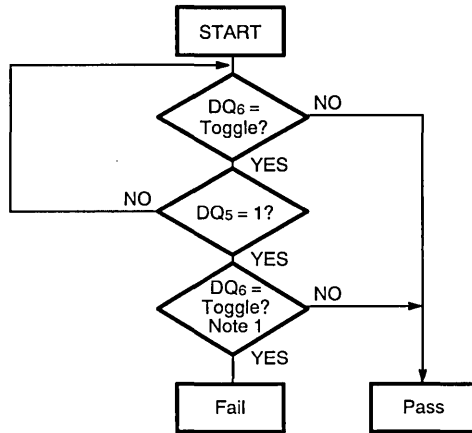 START
DQ₆ =
Toggle?
NO
YES
NO
DQ₅ = 1?
YES
DQ₆ =
Toggle?
Note 1
NO
YES
Fail
Pass